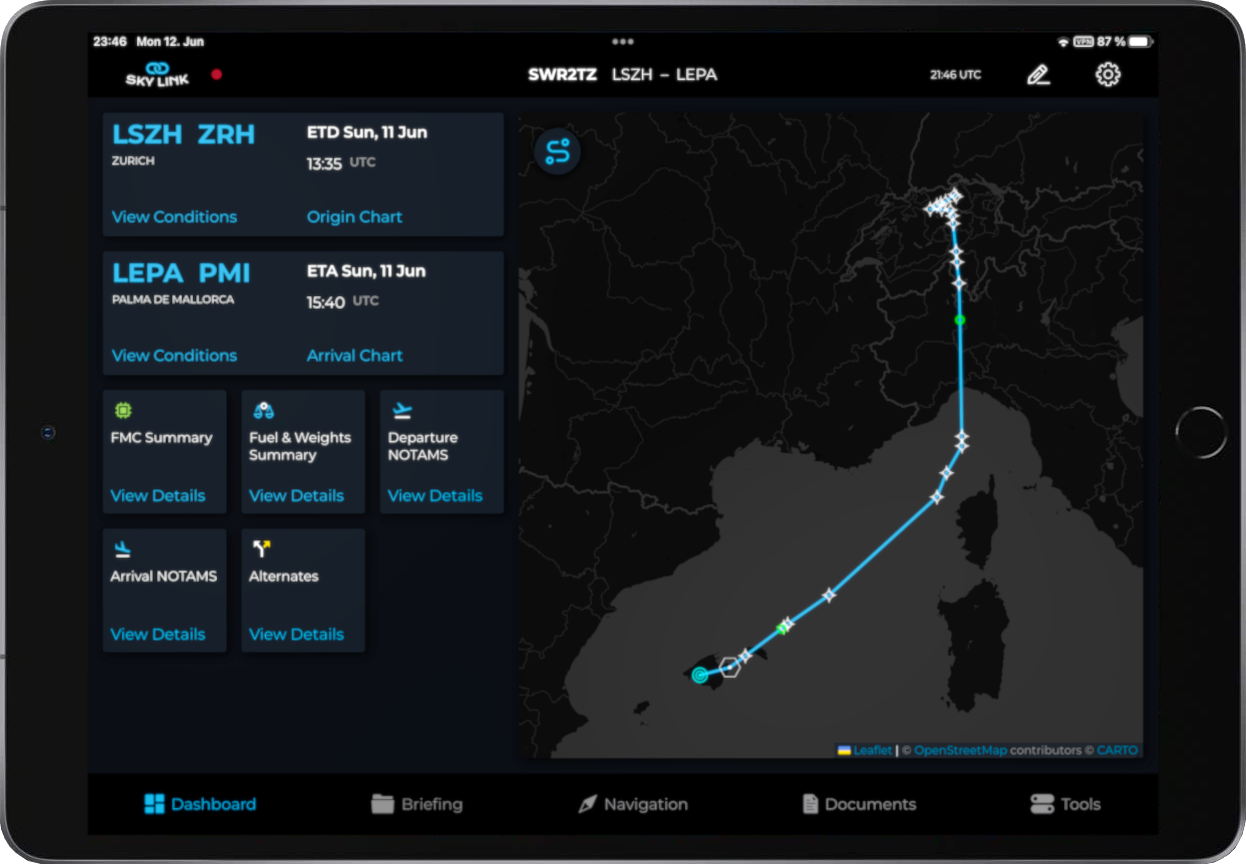 23:46 Mon 12. Jun
VPN 87 %
SKY LINK
SWR2TZ LSZH – LEPA
21:46 UTC
LSZH ZRH
ZURICH
ETD Sun, 11 Jun
13:35 UTC
View Conditions
Origin Chart
LEPA PMI
PALMA DE MALLORCA
ETA Sun, 11 Jun
15:40 UTC
View Conditions
Arrival Chart
FMC Summary
View Details
Fuel & Weights
Summary
View Details
Departure
NOTAMS
View Details
Arrival NOTAMS
View Details
Alternates
View Details
Leaflet | © OpenStreetMap contributors © CARTO
Dashboard
Briefing
Navigation
Documents
Tools